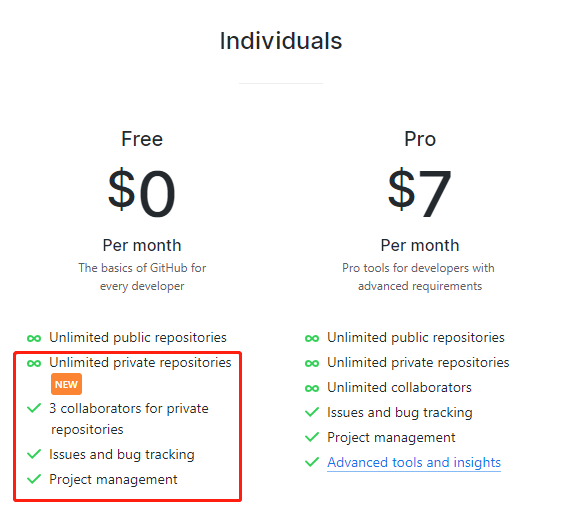 Individuals
Free
$0
Per month
The basics of GitHub for
every developer
Unlimited public repositories
Unlimited private repositories
NEW
3 collaborators for private
repositories
Issues and bug tracking
Project management
Pro
$7
Per month
Pro tools for developers with
advanced requirements
Unlimited public repositories
Unlimited private repositories
Unlimited collaborators
Issues and bug tracking
Project management
Advanced tools and insights